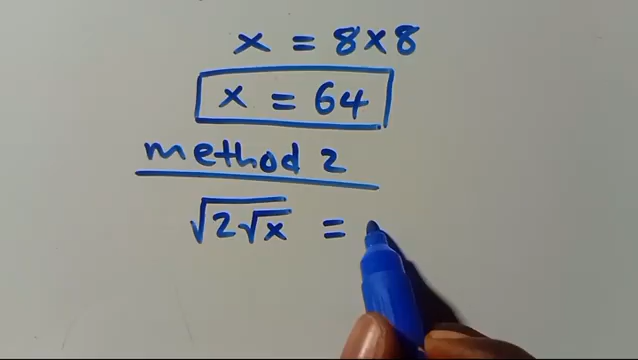 x = 8×8
x = 64
method 2
√(2√x) =